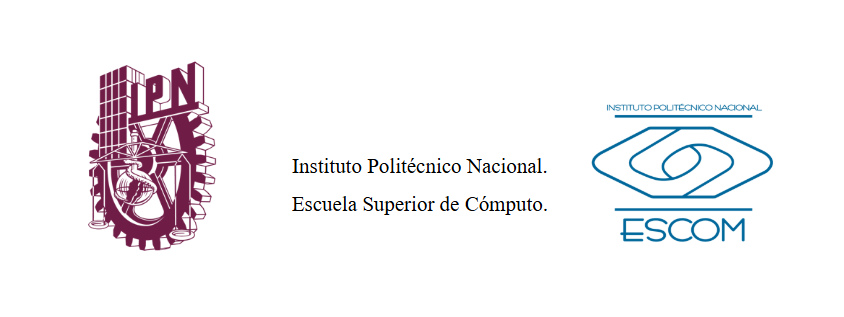 IPN
Instituto Politécnico Nacional.
Escuela Superior de Cómputo.
INSTITUTO POLITÉCNICO NACIONAL
ESCOM